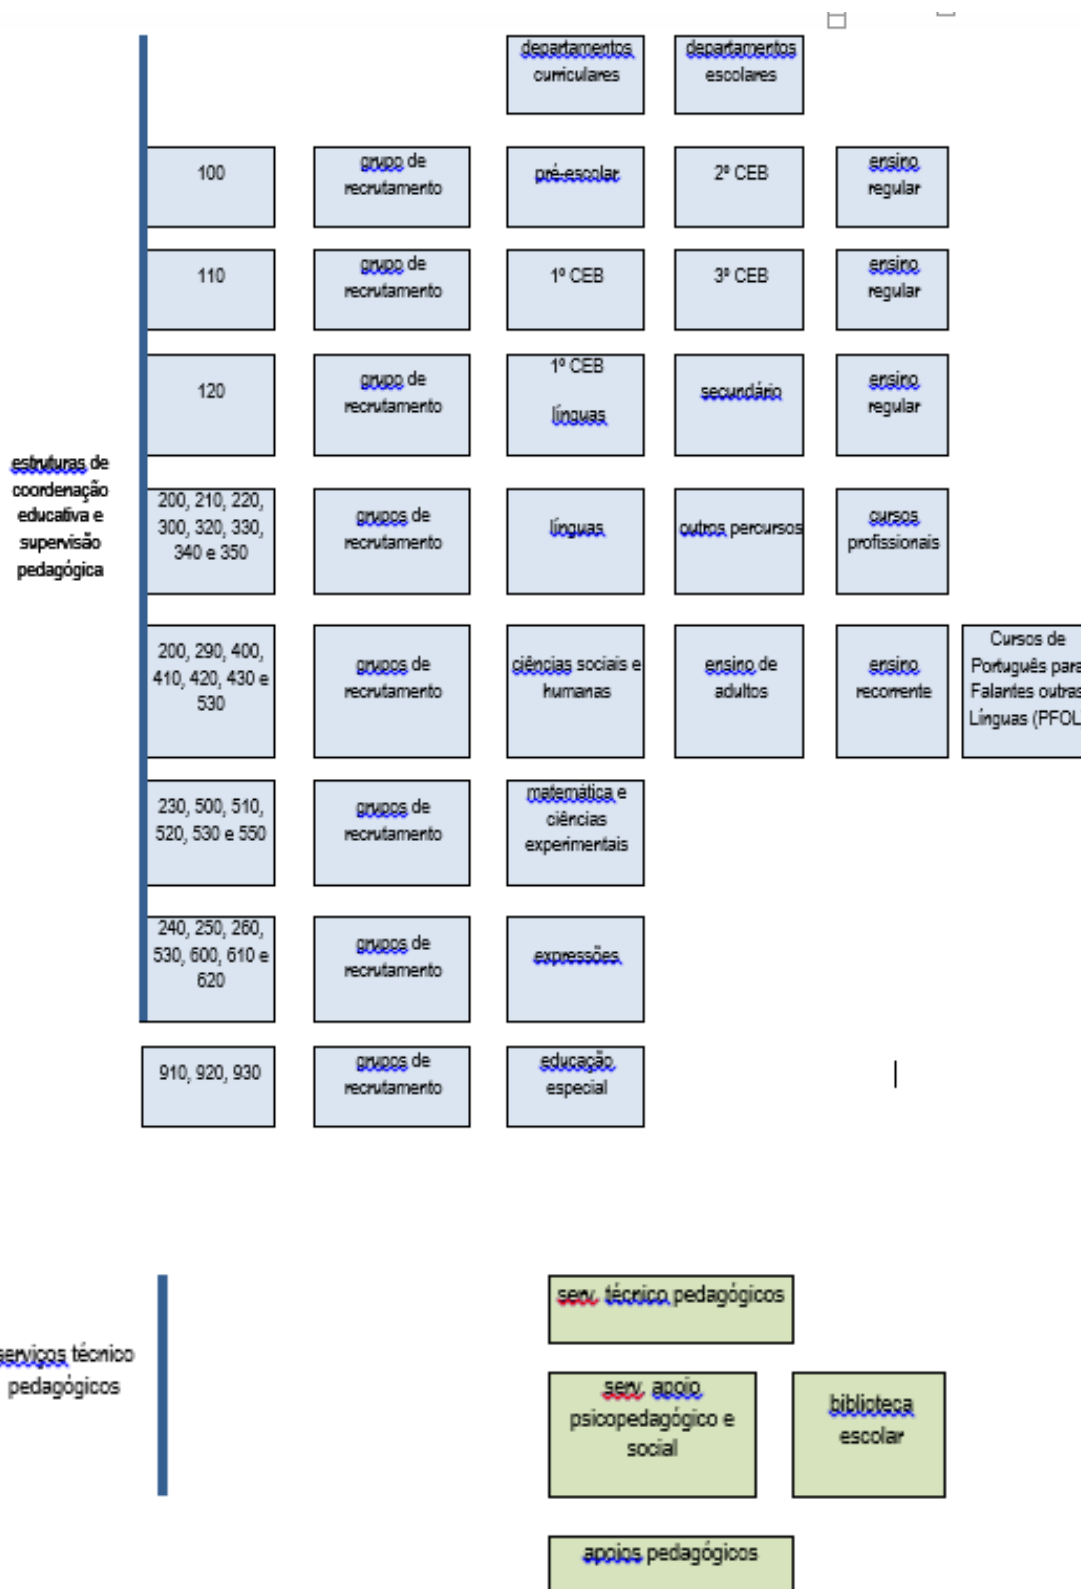 departamentos
curriculares
departamentos
escolares
100
grupo de
recrutamento
pré-escolar
2º CEB
ensino
regular
110
grupo de
recrutamento
1º CEB
3º CEB
ensino
regular
120
grupo de
recrutamento
1º CEB
línguas
secundário
ensino
regular
estruturas de
coordenação
educativa e
supervisão
pedagógica
200, 210, 220,
300, 320, 330,
340 e 350
grupos de
recrutamento
línguas
outros percursos
cursos
profissionais
200, 290, 400,
410, 420, 430 e
530
grupos de
recrutamento
ciências sociais e
humanas
ensino de
adultos
ensino
recorrente
Cursos de
Português para
Falantes outras
Línguas (PFOL)
230, 500, 510,
520, 530 e 550
grupos de
recrutamento
matemática e
ciências
experimentais
240, 250, 260,
530, 600, 610 e
620
grupos de
recrutamento
expressões
910, 920, 930
grupos de
recrutamento
educação
especial
serviços técnico
pedagógicos
serv. técnico pedagógicos
serv. apoio
psicopedagógico e
social
biblioteca
escolar
apoios pedagógicos